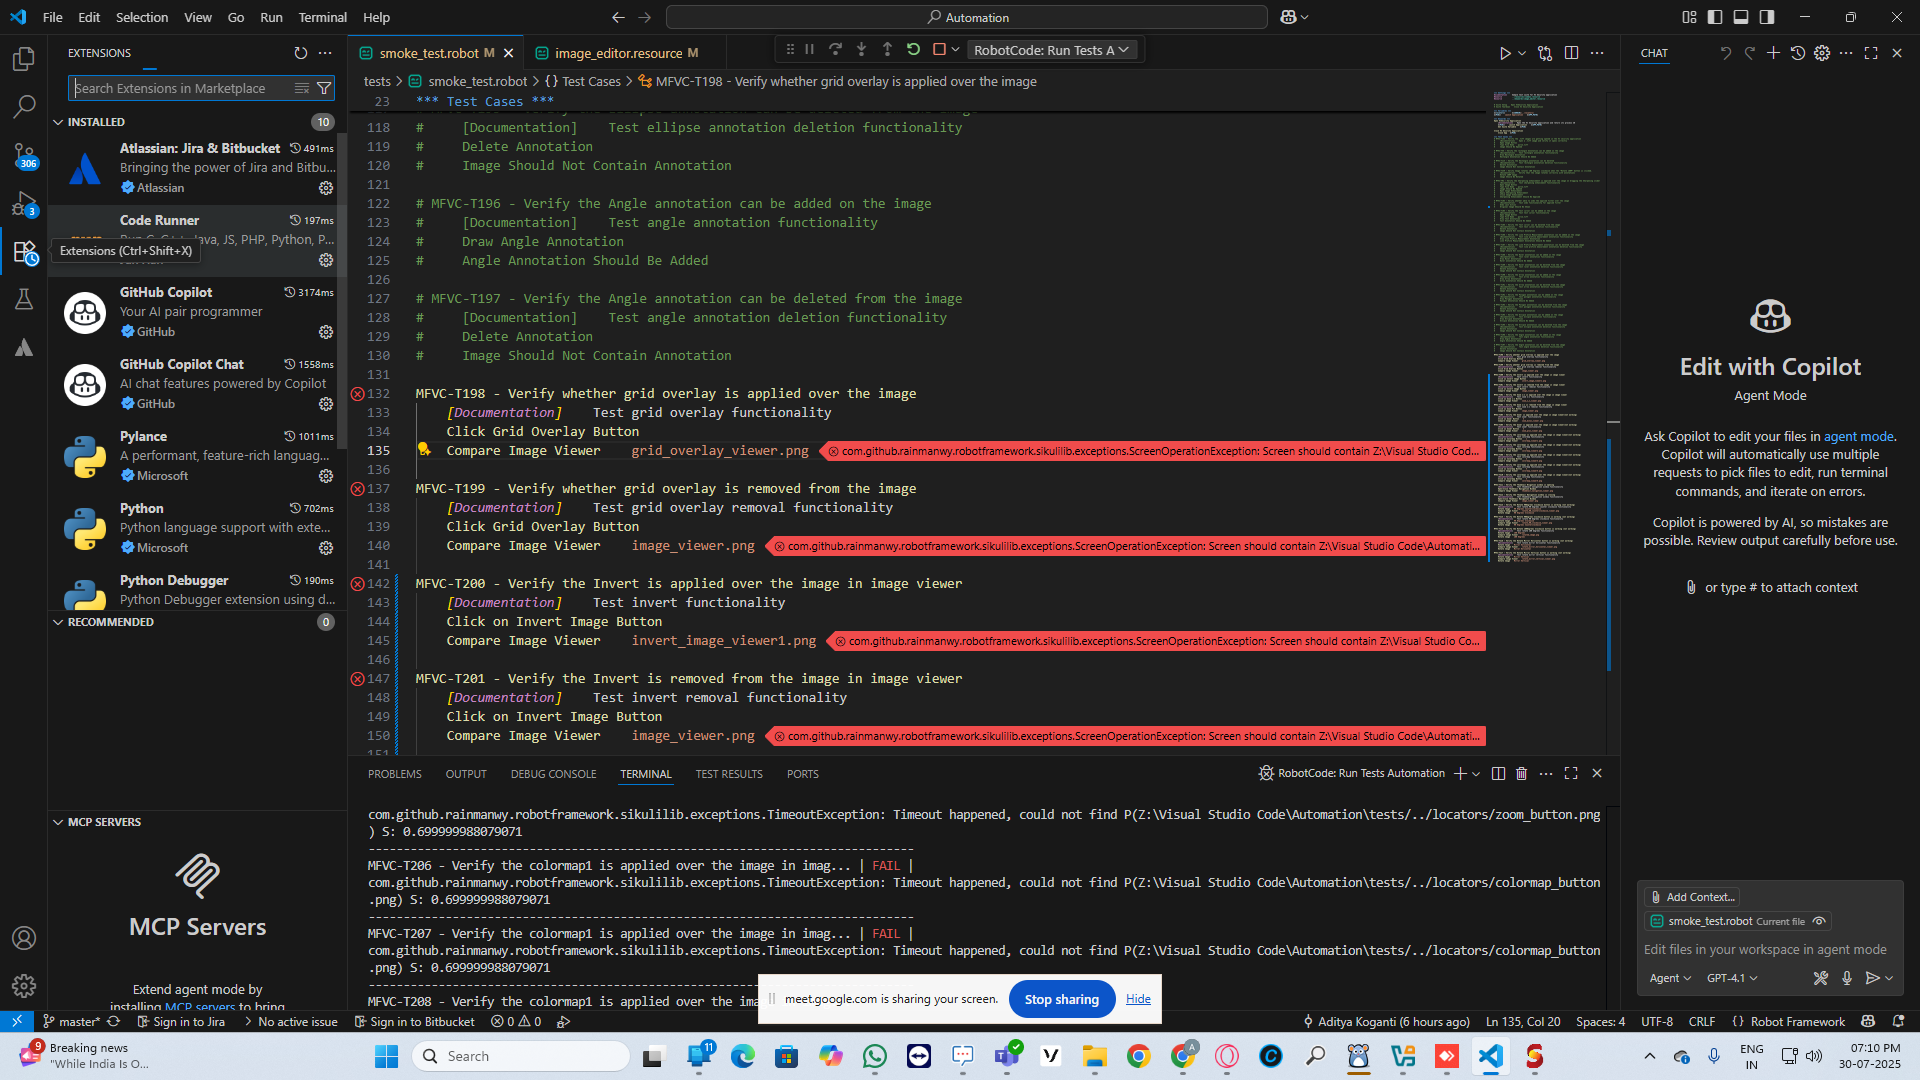 File Edit Selection View Go Run Terminal Help
Automation
EXTENSIONS
Search Extensions in Marketplace
INSTALLED 10
Atlassian: Jira & Bitbucket 491ms
Bringing the power of Jira and Bitbu...
Atlassian
Code Runner 197ms
Extensions (Ctrl+Shift+X)
GitHub Copilot 3174ms
Your AI pair programmer
GitHub
GitHub Copilot Chat 1558ms
AI chat features powered by Copilot
GitHub
Pylance 1011ms
A performant, feature-rich languag...
Microsoft
Python 702ms
Python language support with exte...
Microsoft
Python Debugger 190ms
Python Debugger extension using d...
RECOMMENDED 0
MCP SERVERS
MCP Servers
Extend agent mode by
installing MCP servers to bring
306
3
smoke_test.robot M
image_editor.resource M
RobotCode: Run Tests A
tests > smoke_test.robot > {} Test Cases > MFVC-T198 - Verify whether grid overlay is applied over the image
23 *** Test Cases ***
118 # [Documentation] Test ellipse annotation deletion functionality
119 # Delete Annotation
120 # Image Should Not Contain Annotation
121
122 # MFVC-T196 - Verify the Angle annotation can be added on the image
123 # [Documentation] Test angle annotation functionality
124 # Draw Angle Annotation
125 # Angle Annotation Should Be Added
126
127 # MFVC-T197 - Verify the Angle annotation can be deleted from the image
128 # [Documentation] Test angle annotation deletion functionality
129 # Delete Annotation
130 # Image Should Not Contain Annotation
131
132 MFVC-T198 - Verify whether grid overlay is applied over the image
133 [Documentation] Test grid overlay functionality
134 Click Grid Overlay Button
135 Compare Image Viewer grid_overlay_viewer.png com.github.rainmanwy.robotframework.sikulilib.exceptions.ScreenOperationException: Screen should contain Z:\Visual Studio Cod...
136
137 MFVC-T199 - Verify whether grid overlay is removed from the image
138 [Documentation] Test grid overlay removal functionality
139 Click Grid Overlay Button
140 Compare Image Viewer image_viewer.png com.github.rainmanwy.robotframework.sikulilib.exceptions.ScreenOperationException: Screen should contain Z:\Visual Studio Code\Automati...
141
142 MFVC-T200 - Verify the Invert is applied over the image in image viewer
143 [Documentation] Test invert functionality
144 Click on Invert Image Button
145 Compare Image Viewer invert_image_viewer1.png com.github.rainmanwy.robotframework.sikulilib.exceptions.ScreenOperationException: Screen should contain Z:\Visual Studio Co...
146
147 MFVC-T201 - Verify the Invert is removed from the image in image viewer
148 [Documentation] Test invert removal functionality
149 Click on Invert Image Button
150 Compare Image Viewer image_viewer.png com.github.rainmanwy.robotframework.sikulilib.exceptions.ScreenOperationException: Screen should contain Z:\Visual Studio Code\Automati...
151
PROBLEMS OUTPUT DEBUG CONSOLE TERMINAL TEST RESULTS PORTS
RobotCode: Run Tests Automation
com.github.rainmanwy.robotframework.sikulilib.exceptions.TimeoutException: Timeout happened, could not find P(Z:\Visual Studio Code\Automation\tests/../locators/zoom_button.png
) S: 0.699999988079071
MFVC-T206 - Verify the colormap1 is applied over the image in imag... | FAIL |
com.github.rainmanwy.robotframework.sikulilib.exceptions.TimeoutException: Timeout happened, could not find P(Z:\Visual Studio Code\Automation\tests/../locators/colormap_button
.png) S: 0.699999988079071
MFVC-T207 - Verify the colormap1 is applied over the image in imag... | FAIL |
com.github.rainmanwy.robotframework.sikulilib.exceptions.TimeoutException: Timeout happened, could not find P(Z:\Visual Studio Code\Automation\tests/../locators/colormap_button
.png) S: 0.699999988079071
MFVC-T208 - Verify the colormap1 is applied over the
meet.google.com is sharing your screen. Stop sharing Hide
CHAT
Edit with Copilot
Agent Mode
Ask Copilot to edit your files in agent mode.
Copilot will automatically use multiple
requests to pick files to edit, run terminal
commands, and iterate on errors.
Copilot is powered by AI, so mistakes are
possible. Review output carefully before use.
or type # to attach context
Add Context...
smoke_test.robot Current file
Edit files in your workspace in agent mode
Agent GPT-4.1
master* Sign in to Jira No active issue Sign in to Bitbucket 0 0
Aditya Koganti (6 hours ago) Ln 135, Col 20 Spaces: 4 UTF-8 CRLF {} Robot Framework
9
Breaking news
"While India Is O...
Search
11
A
ENG
IN
07:10 PM
30-07-2025